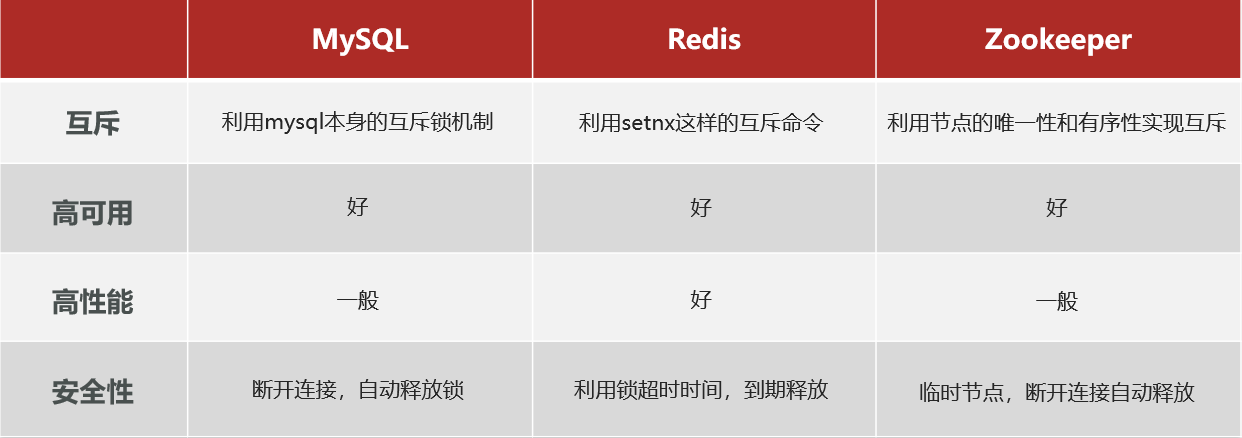 MySQL Redis Zookeeper
互斥 利用mysql本身的互斥锁机制 利用setnx这样的互斥命令 利用节点的唯一性和有序性实现互斥
高可用 好 好 好
高性能 一般 好 一般
安全性 断开连接，自动释放锁 利用锁超时时间，到期释放 临时节点，断开连接自动释放